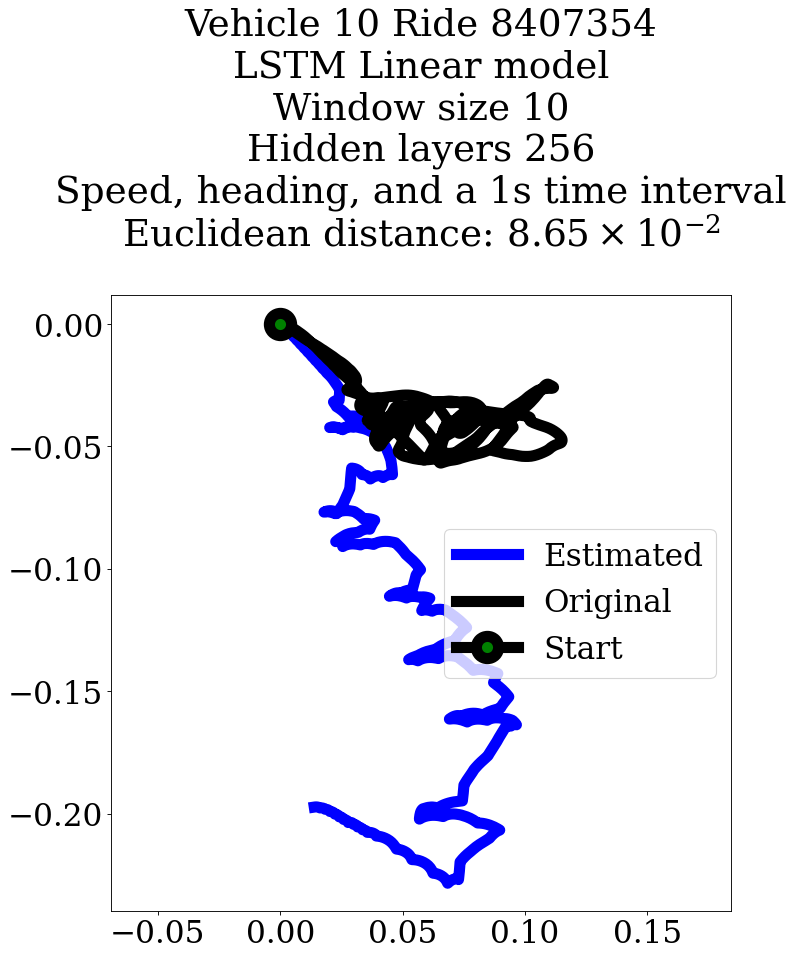 Vehicle 10 Ride 8407354
LSTM Linear model
Window size 10
Hidden layers 256
Speed, heading, and a 1s time interval
Euclidean distance: 8.65 × 10⁻²
0.00
−0.05
−0.10
−0.15
−0.20
Estimated
Original
Start
−0.05 0.00 0.05 0.10 0.15